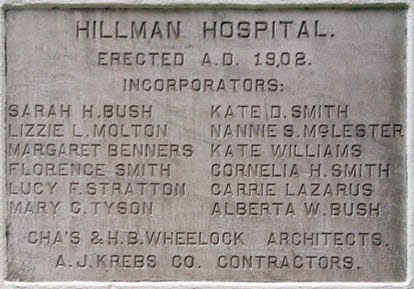 HILLMAN HOSPITAL.
ERECTED A.D. 1902.
INCORPORATORS:
SARAH H. BUSH KATE D. SMITH
LIZZIE L. MOLTON NANNIE S. McLESTER
MARGARET BENNERS KATE WILLIAMS
FLORENCE SMITH CORNELIA H. SMITH
LUCY F. STRATTON CARRIE LAZARUS
MARY C. TYSON ALBERTA W. BUSH
CHA'S & H.B. WHEELOCK ARCHITECTS.
A.J. KREBS CO. CONTRACTORS.